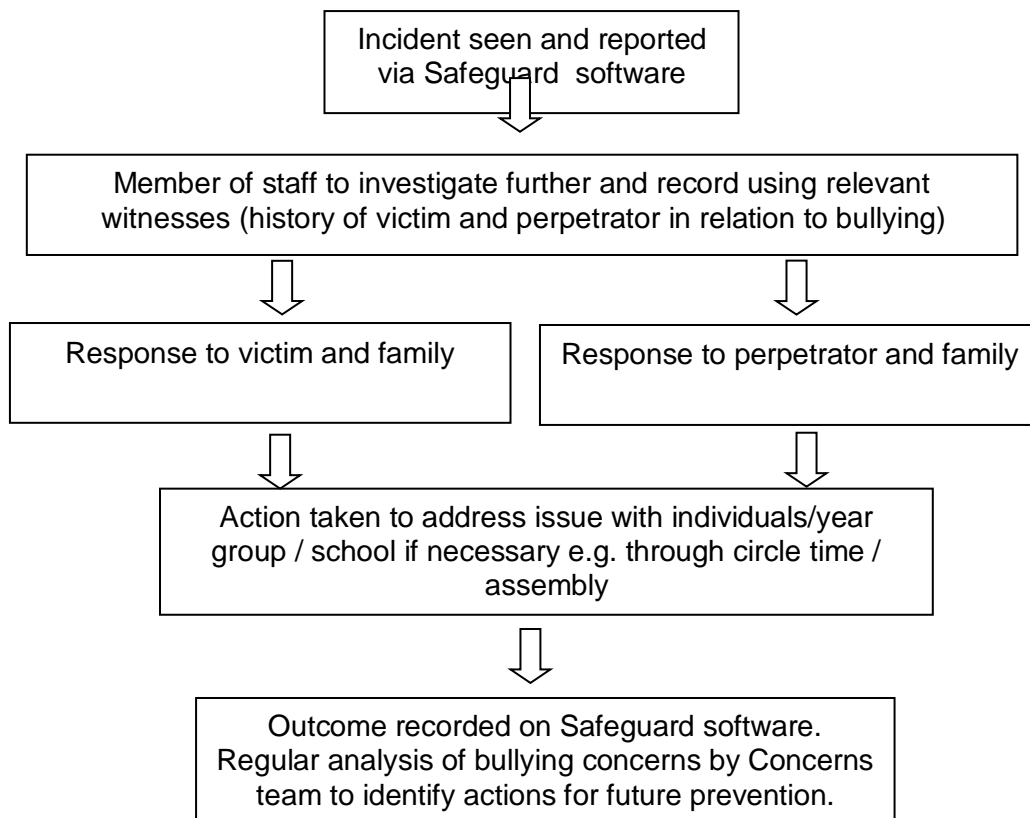 Incident seen and reported
via Safeguard software
Member of staff to investigate further and record using relevant
witnesses (history of victim and perpetrator in relation to bullying)
Response to victim and family
Response to perpetrator and family
Action taken to address issue with individuals/year
group / school if necessary e.g. through circle time /
assembly
Outcome recorded on Safeguard software.
Regular analysis of bullying concerns by Concerns
team to identify actions for future prevention.